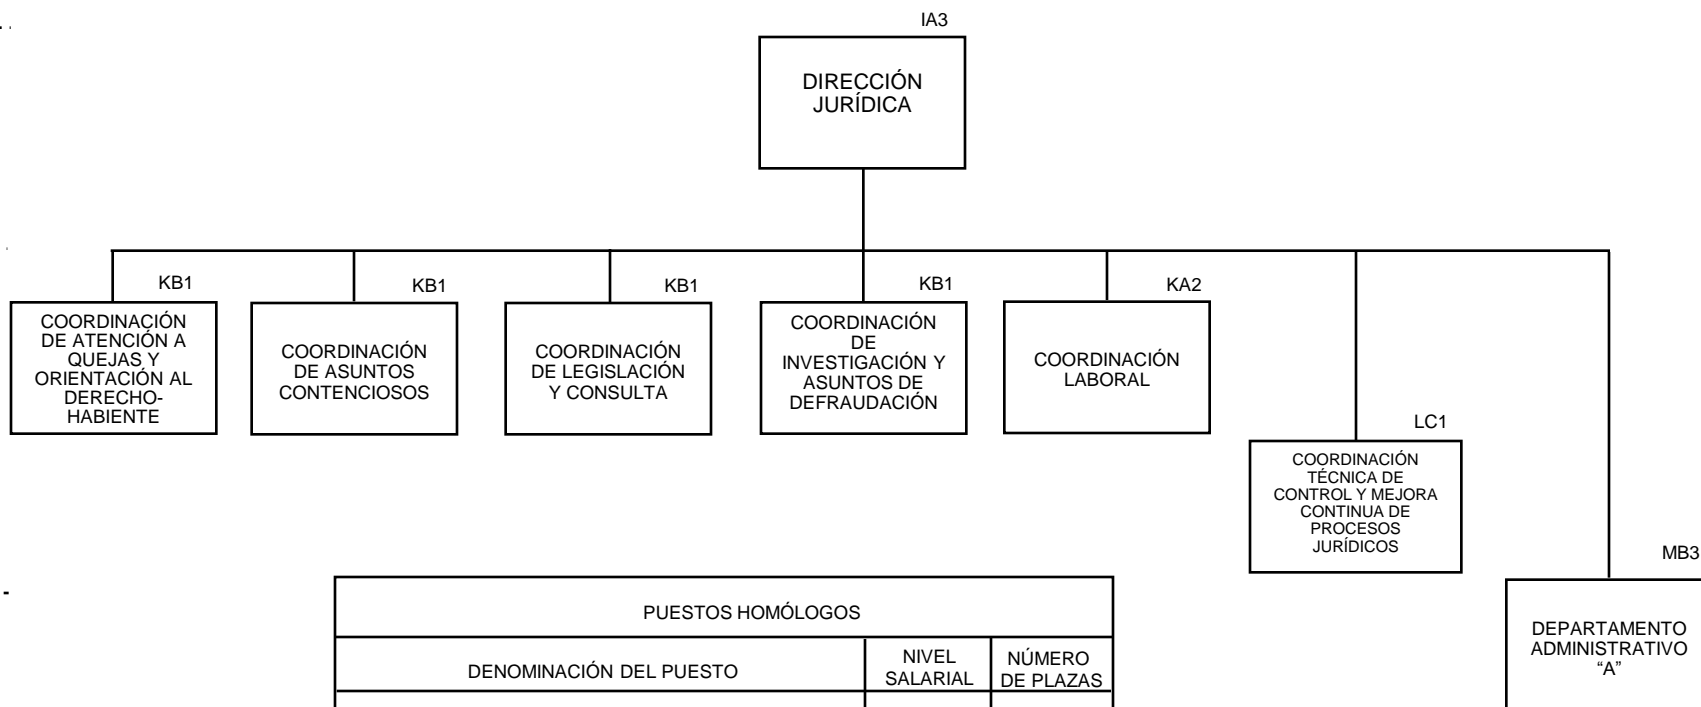 IA3
DIRECCIÓN
JURÍDICA
KB1
COORDINACIÓN
DE ATENCIÓN A
QUEJAS Y
ORIENTACIÓN AL
DERECHO-
HABIENTE
KB1
COORDINACIÓN
DE ASUNTOS
CONTENCIOSOS
KB1
COORDINACIÓN
DE LEGISLACIÓN
Y CONSULTA
KB1
COORDINACIÓN
DE
INVESTIGACIÓN Y
ASUNTOS DE
DEFRAUDACIÓN
KA2
COORDINACIÓN
LABORAL
LC1
COORDINACIÓN
TÉCNICA DE
CONTROL Y MEJORA
CONTINUA DE
PROCESOS
JURÍDICOS
MB3
DEPARTAMENTO
ADMINISTRATIVO
“A”
PUESTOS HOMÓLOGOS
DENOMINACIÓN DEL PUESTO
NIVEL
SALARIAL
NÚMERO
DE PLAZAS